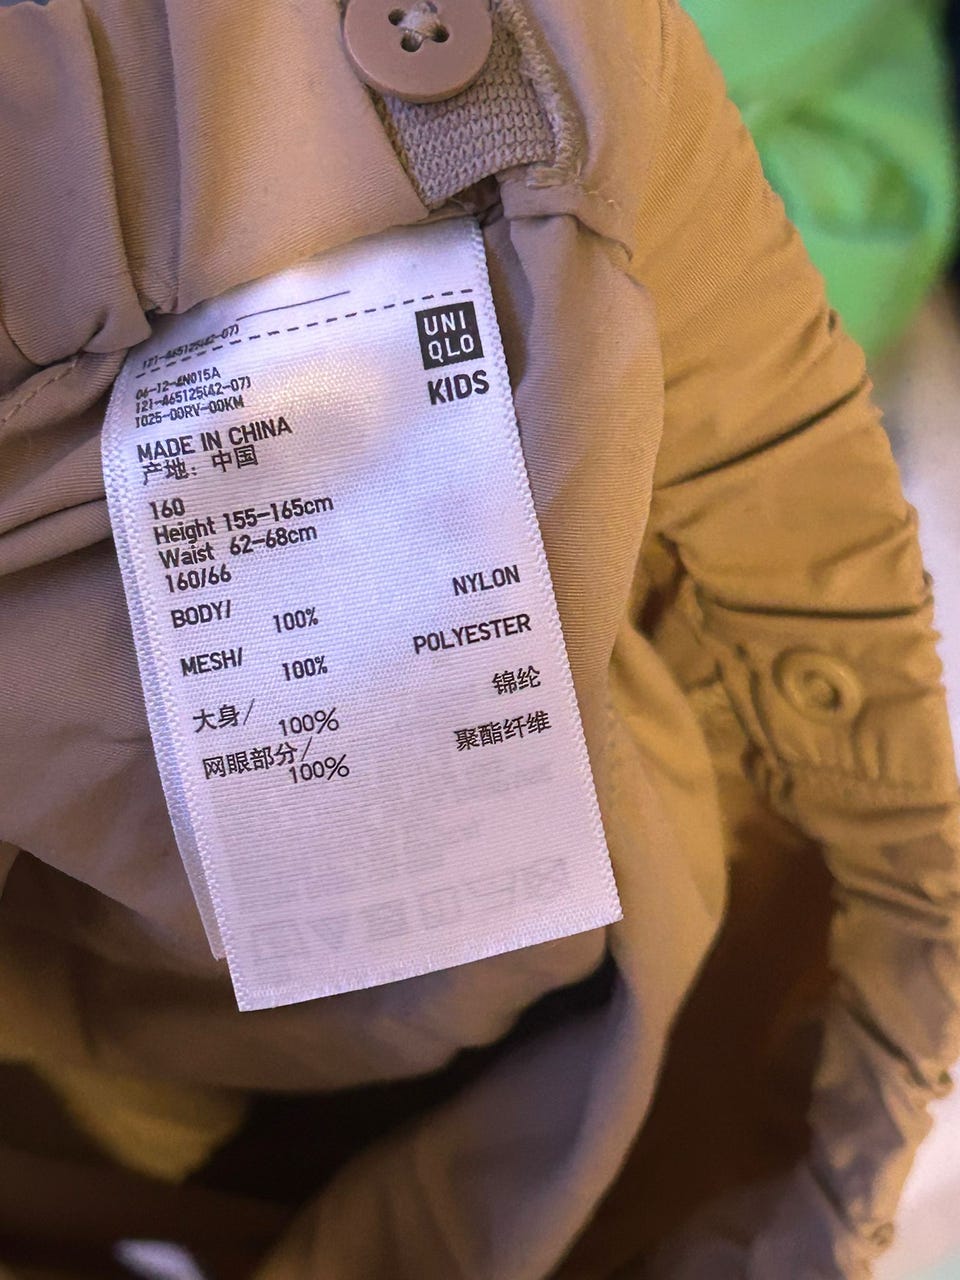 121-465125(42-07)
UNI
QLO
KIDS
06-12-4N015A
121-465125(42-07)
1025-00RV-00KM
MADE IN CHINA
产地：中国
160
Height 155-165cm
Waist 62-68cm
160/66
BODY/ 100% NYLON
MESH/ 100% POLYESTER
大身/ 100% 锦纶
网眼部分/ 100% 聚酯纤维